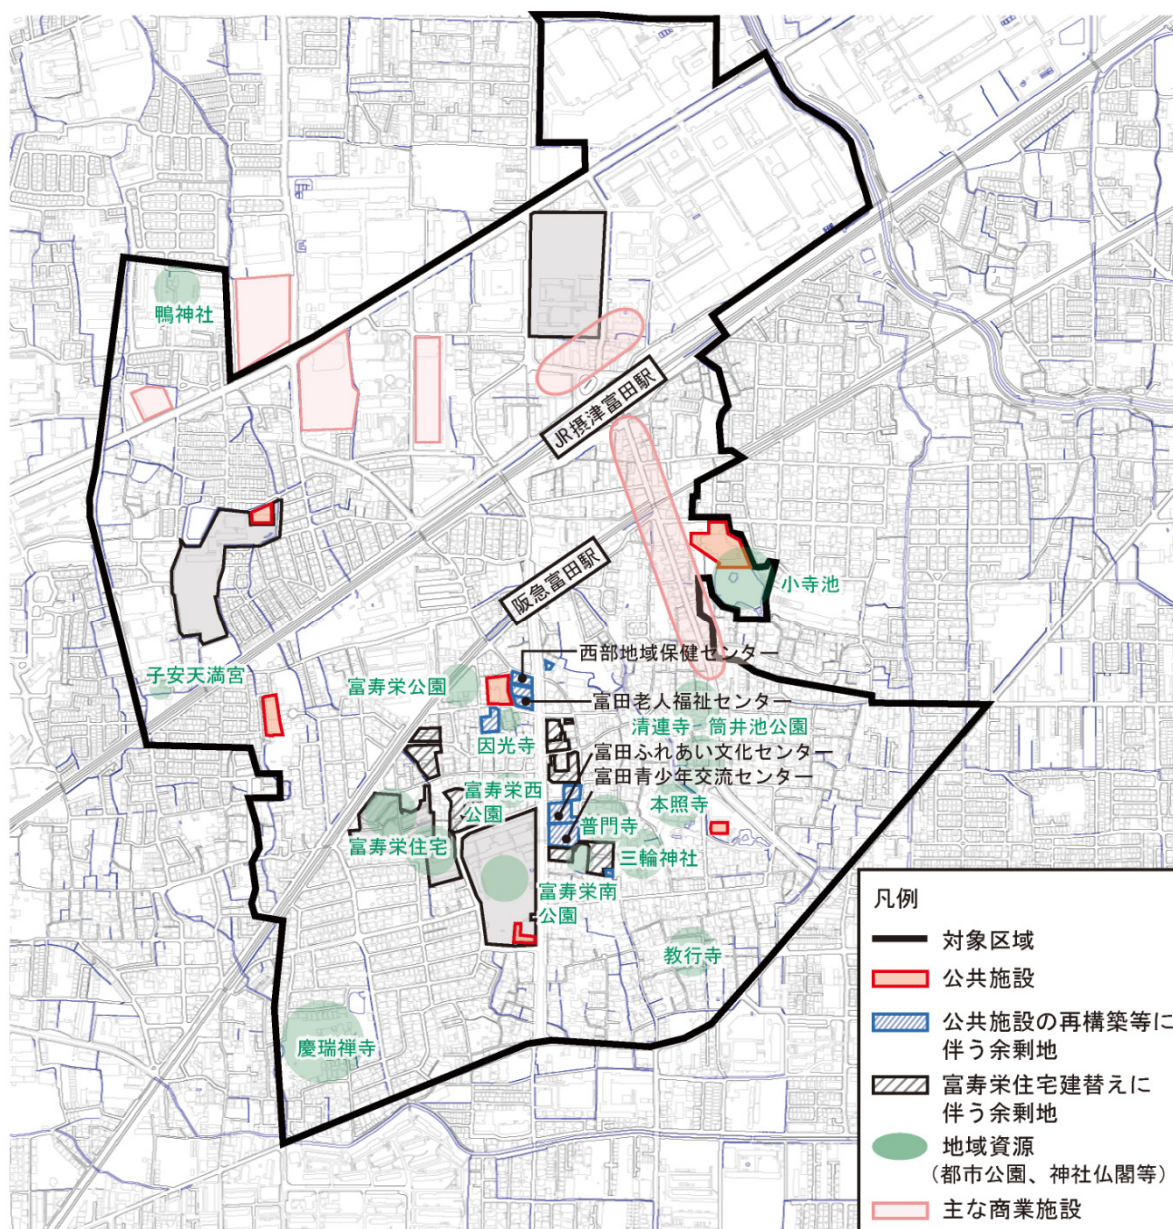 鴨神社
JR摂津富田駅
阪急富田駅
小寺池
西部地域保健センター
子安天満宮
富寿栄公園
富田老人福祉センター
清連寺
筒井池公園
因光寺
富田ふれあい文化センター
富田青少年交流センター
富寿栄西
公園
本照寺
普門寺
富寿栄住宅
三輪神社
富寿栄南
公園
教行寺
慶瑞禅寺
凡例
対象区域
公共施設
公共施設の再構築等に
伴う余剰地
富寿栄住宅建替えに
伴う余剰地
地域資源
(都市公園、神社仏閣等)
主な商業施設